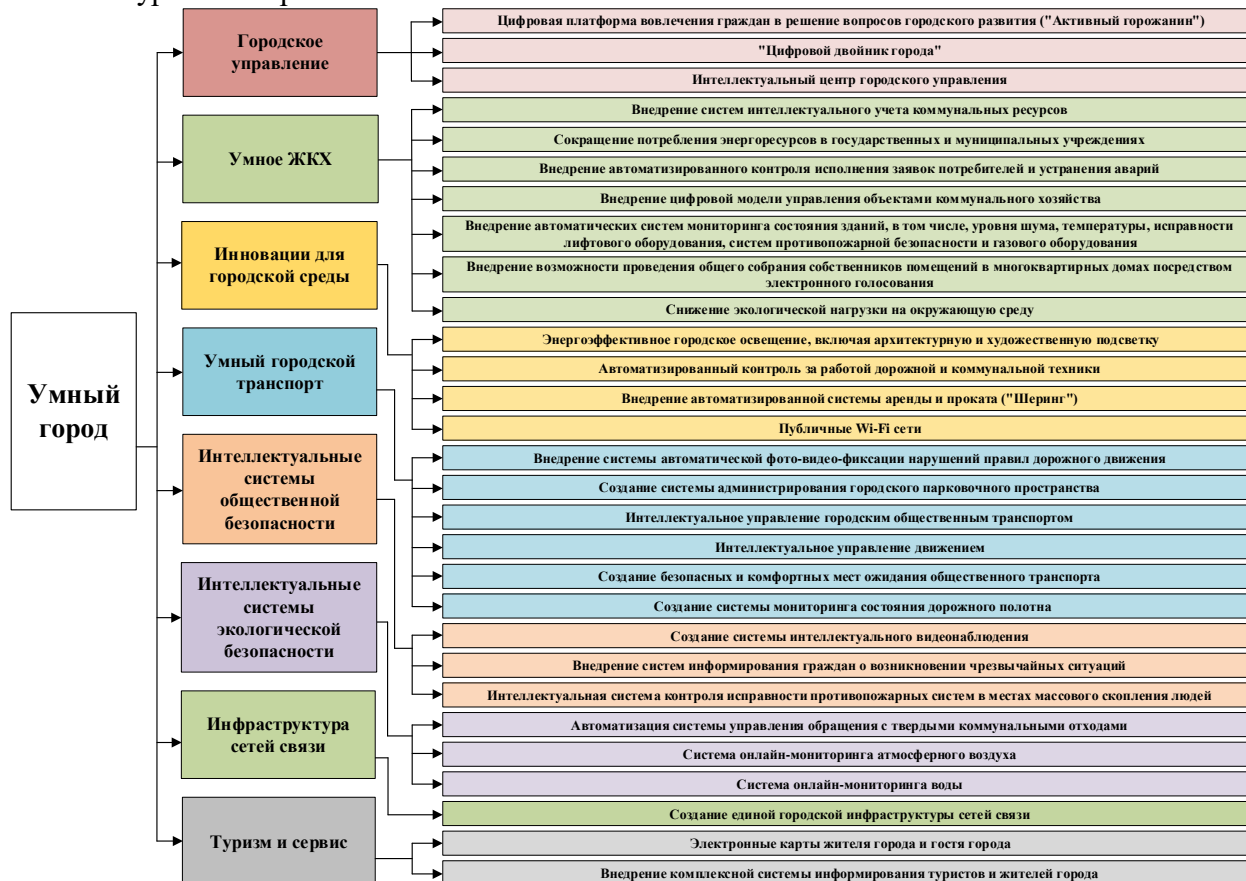 Городское
управление
Умное ЖКХ
Инновации для
городской среды
Умный городской
транспорт
Интеллектуальные
системы
общественной
безопасности
Интеллектуальные
системы
экологической
безопасности
Инфраструктура
сетей связи
Туризм и сервис
Умный
город
Цифровая платформа вовлечения граждан в решение вопросов городского развития ("Активный горожанин")
"Цифровой двойник города"
Интеллектуальный центр городского управления
Внедрение систем интеллектуального учета коммунальных ресурсов
Сокращение потребления энергоресурсов в государственных и муниципальных учреждениях
Внедрение автоматизированного контроля исполнения заявок потребителей и устранения аварий
Внедрение цифровой модели управления объектами коммунального хозяйства
Внедрение автоматических систем мониторинга состояния зданий, в том числе, уровня шума, температуры, исправности
лифтового оборудования, систем противопожарной безопасности и газового оборудования
Внедрение возможности проведения общего собрания собственников помещений в многоквартирных домах посредством
электронного голосования
Снижение экологической нагрузки на окружающую среду
Энергоэффективное городское освещение, включая архитектурную и художественную подсветку
Автоматизированный контроль за работой дорожной и коммунальной техники
Внедрение автоматизированной системы аренды и проката ("Шеринг")
Публичные Wi-Fi сети
Внедрение системы автоматической фото-видео-фиксации нарушений правил дорожного движения
Создание системы администрирования городского парковочного пространства
Интеллектуальное управление городским общественным транспортом
Интеллектуальное управление движением
Создание безопасных и комфортных мест ожидания общественного транспорта
Создание системы мониторинга состояния дорожного полотна
Создание системы интеллектуального видеонаблюдения
Внедрение систем информирования граждан о возникновении чрезвычайных ситуаций
Интеллектуальная система контроля исправности противопожарных систем в местах массового скопления людей
Автоматизация системы управления обращения с твердыми коммунальными отходами
Система онлайн-мониторинга атмосферного воздуха
Система онлайн-мониторинга воды
Создание единой городской инфраструктуры сетей связи
Электронные карты жителя города и гостя города
Внедрение комплексной системы информирования туристов и жителей города